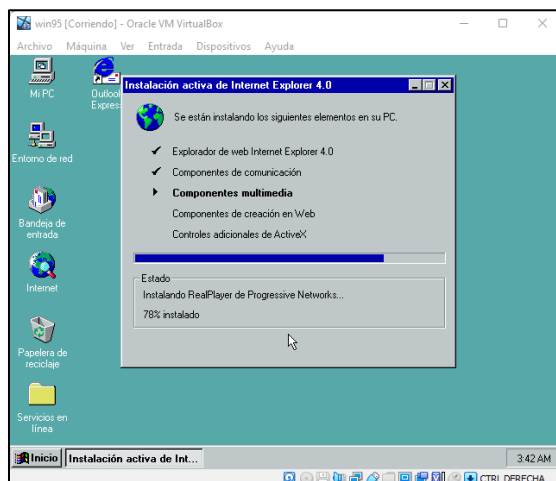 win95 [Corriendo] - Oracle VM VirtualBox
Archivo Máquina Ver Entrada Dispositivos Ayuda
Mi PC
Outlook
Express
Entorno de red
Bandeja de
entrada
Internet
Papelera de
reciclaje
Servicios en
línea
Instalación activa de Internet Explorer 4.0
Se están instalando los siguientes elementos en su PC.
Explorador de web Internet Explorer 4.0
Componentes de comunicación
Componentes multimedia
Componentes de creación en Web
Controles adicionales de ActiveX
Estado
Instalando RealPlayer de Progressive Networks...
78% instalado
Inicio
Instalación activa de Int...
3:42 AM
CTRL DERECHA